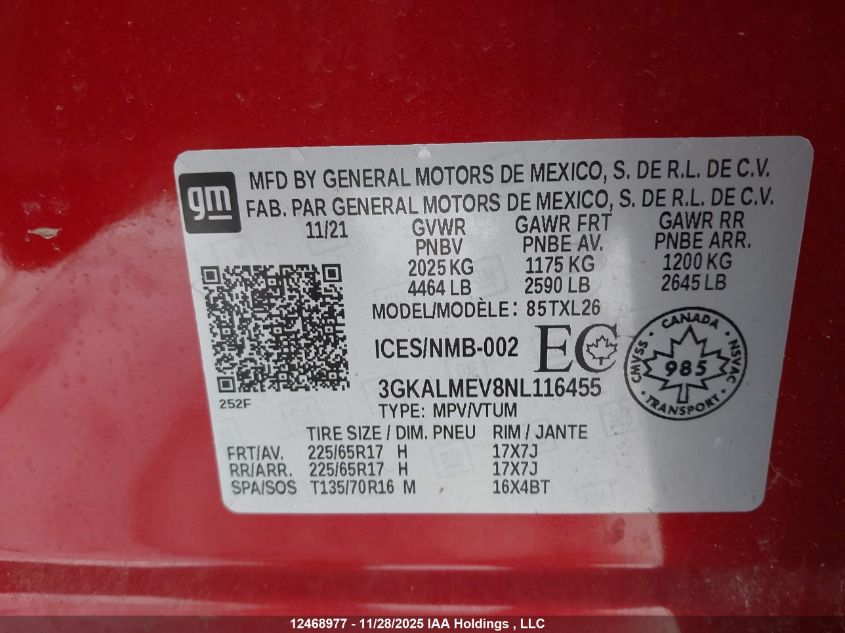 gm
MFD BY GENERAL MOTORS DE MEXICO, S. DE R.L. DE C.V.
FAB. PAR GENERAL MOTORS DE MEXICO, S. DE R.L. DE C.V.
11/21 GVWR GAWR FRT GAWR RR
PNBV PNBE AV. PNBE ARR.
2025 KG 1175 KG 1200 KG
4464 LB 2590 LB 2645 LB
MODEL/MODÈLE: 85TXL26
ICES/NMB-002 EC
CANADA
CMVSS 985 NSVAC
TRANSPORT
3GKALMEV8NL116455
252F
TYPE: MPV/VTUM
TIRE SIZE / DIM. PNEU RIM / JANTE
FRT/AV. 225/65R17 H 17X7J
RR/ARR. 225/65R17 H 17X7J
SPA/SOS T135/70R16 M 16X4BT
12468977 - 11/28/2025 IAA Holdings , LLC